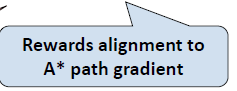 Rewards alignment to
A* path gradient